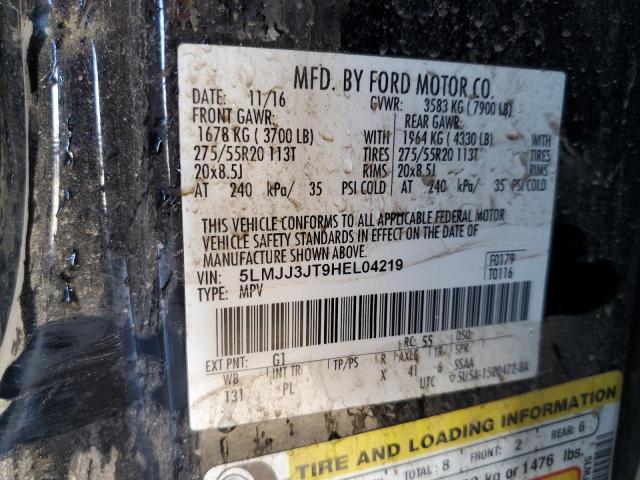 MFD. BY FORD MOTOR CO.
DATE: 11/16 GVWR: 3583 KG ( 7900 LB)
FRONT GAWR: REAR GAWR:
1678 KG ( 3700 LB) WITH 1964 KG ( 4330 LB) WITH
275/55R20 113T TIRES 275/55R20 113T TIRES
20x8.5J RIMS 20x8.5J RIMS
AT 240 kPa/ 35 PSI COLD AT 240 kPa/ 35 PSI COLD
THIS VEHICLE CONFORMS TO ALL APPLICABLE FEDERAL MOTOR
VEHICLE SAFETY STANDARDS IN EFFECT ON THE DATE OF
MANUFACTURE SHOWN ABOVE.
VIN: 5LMJJ3JT9HEL04219 F0179
TYPE: MPV T0116
RC: 55 DSO:
EXT PNT: G1 TP/PS R AXLE TR SPR
WB INT TR X 41 6 SSAA
T31 PL UTC
TIRE AND LOADING INFORMATION
TOTAL: 8 FRONT: 2 REAR: 6
kg or 1476 lbs.